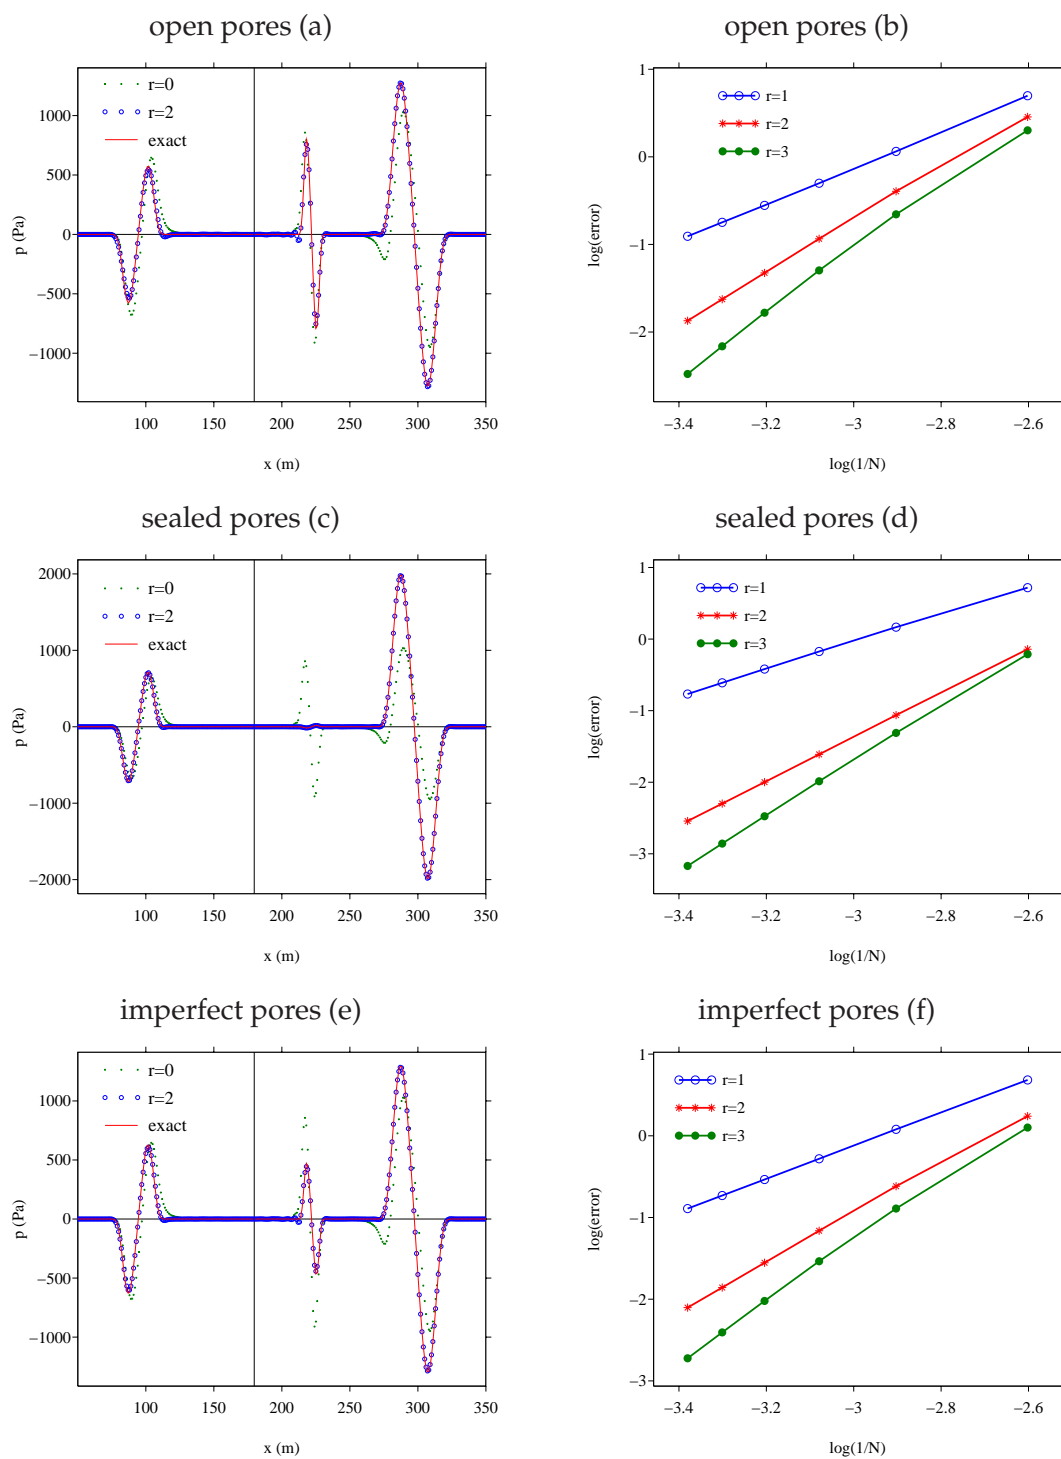 open pores (a)
r=0
r=2
exact
1000
500
0
−500
−1000
p (Pa)
100
150
200
250
300
350
x (m)
open pores (b)
r=1
r=2
r=3
1
0
−1
−2
log(error)
−3.4
−3.2
−3
−2.8
−2.6
log(1/N)
sealed pores (c)
r=0
r=2
exact
2000
1000
0
−1000
−2000
p (Pa)
100
150
200
250
300
350
x (m)
sealed pores (d)
r=1
r=2
r=3
1
0
−1
−2
−3
log(error)
−3.4
−3.2
−3
−2.8
−2.6
log(1/N)
imperfect pores (e)
r=0
r=2
exact
1000
500
0
−500
−1000
p (Pa)
100
150
200
250
300
350
x (m)
imperfect pores (f)
r=1
r=2
r=3
1
0
−1
−2
−3
log(error)
−3.4
−3.2
−3
−2.8
−2.6
log(1/N)